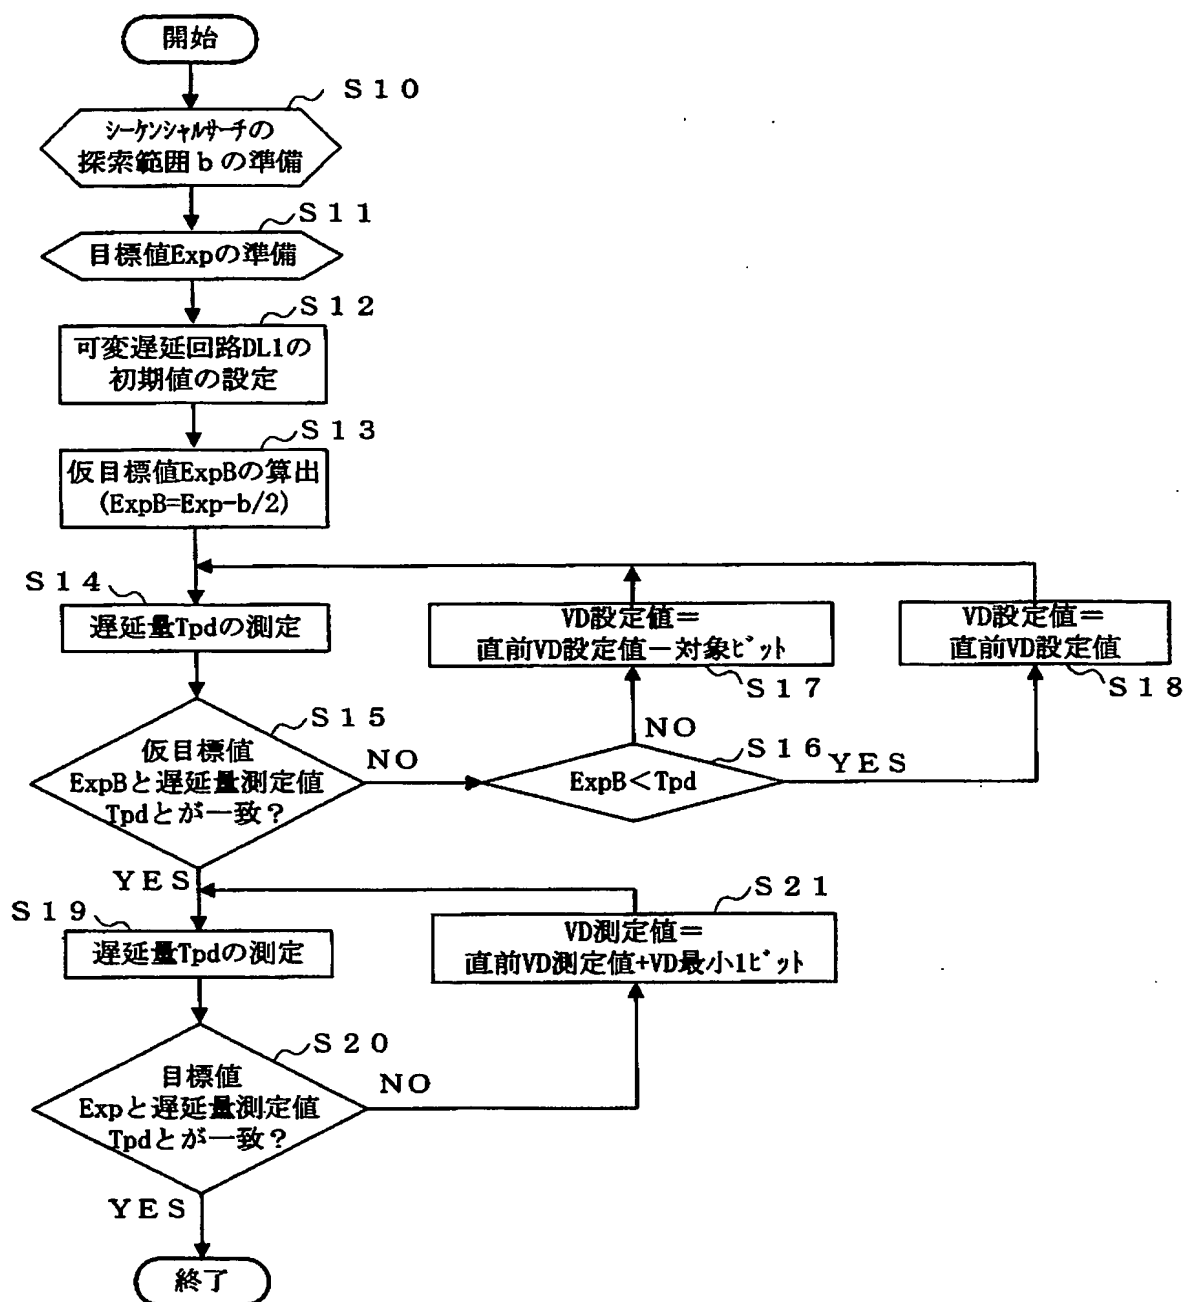 開始
S10
シーケンシャルサーチの
探索範囲bの準備
S11
目標値Expの準備
S12
可変遅延回路DL1の
初期値の設定
S13
仮目標値ExpBの算出
(ExpB=Exp-b/2)
S14
遅延量Tpdの測定
VD設定値=
直前VD設定値-対象ビット
S17
VD設定値=
直前VD設定値
S18
S15
仮目標値
ExpBと遅延量測定値
Tpdとが一致?
NO
NO
S16
ExpB<Tpd
YES
YES
S19
遅延量Tpdの測定
S21
VD測定値=
直前VD測定値+VD最小1ビット
S20
目標値
Expと遅延量測定値
Tpdとが一致?
NO
YES
終了